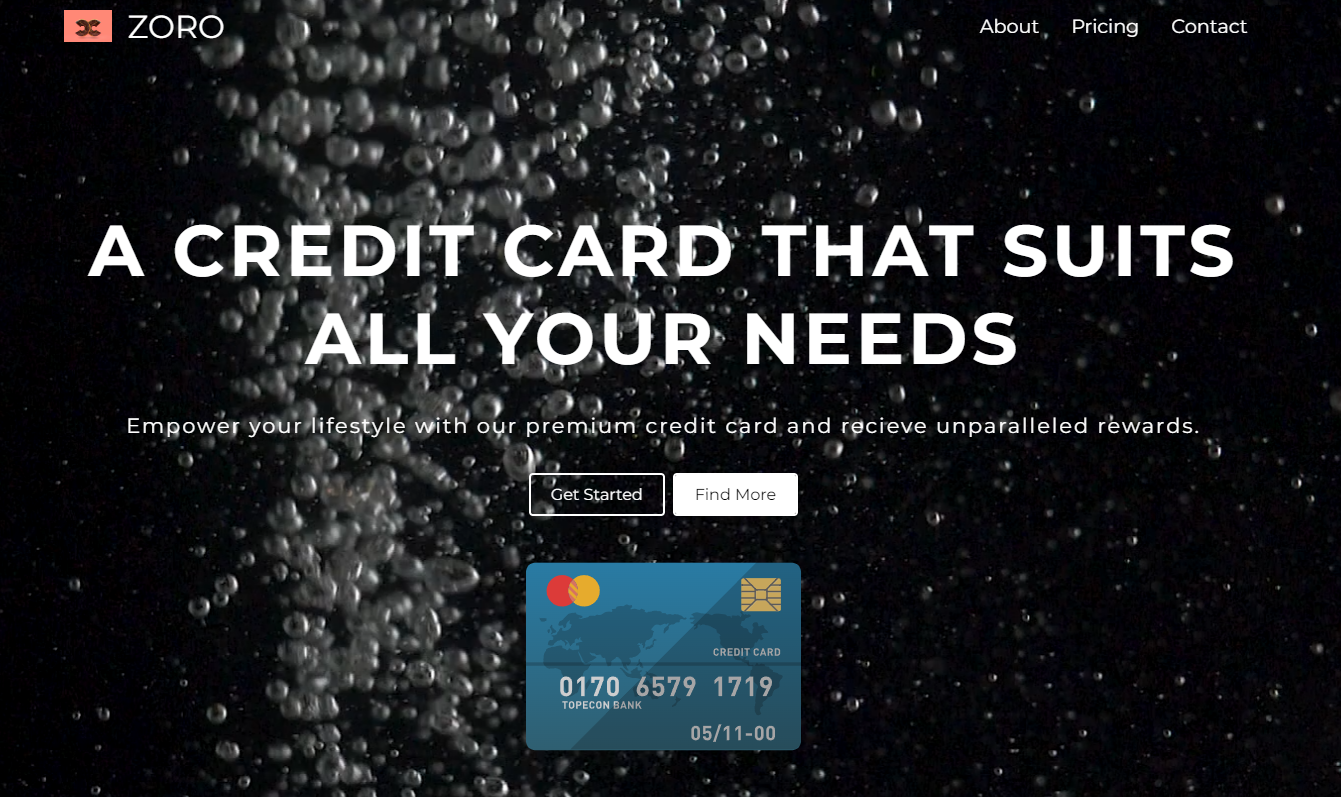 ZORO
About Pricing Contact
A CREDIT CARD THAT SUITS
ALL YOUR NEEDS
Empower your lifestyle with our premium credit card and recieve unparalleled rewards.
Get Started Find More
CREDIT CARD
0170 6579 1719
TOPECON BANK
05/11-00